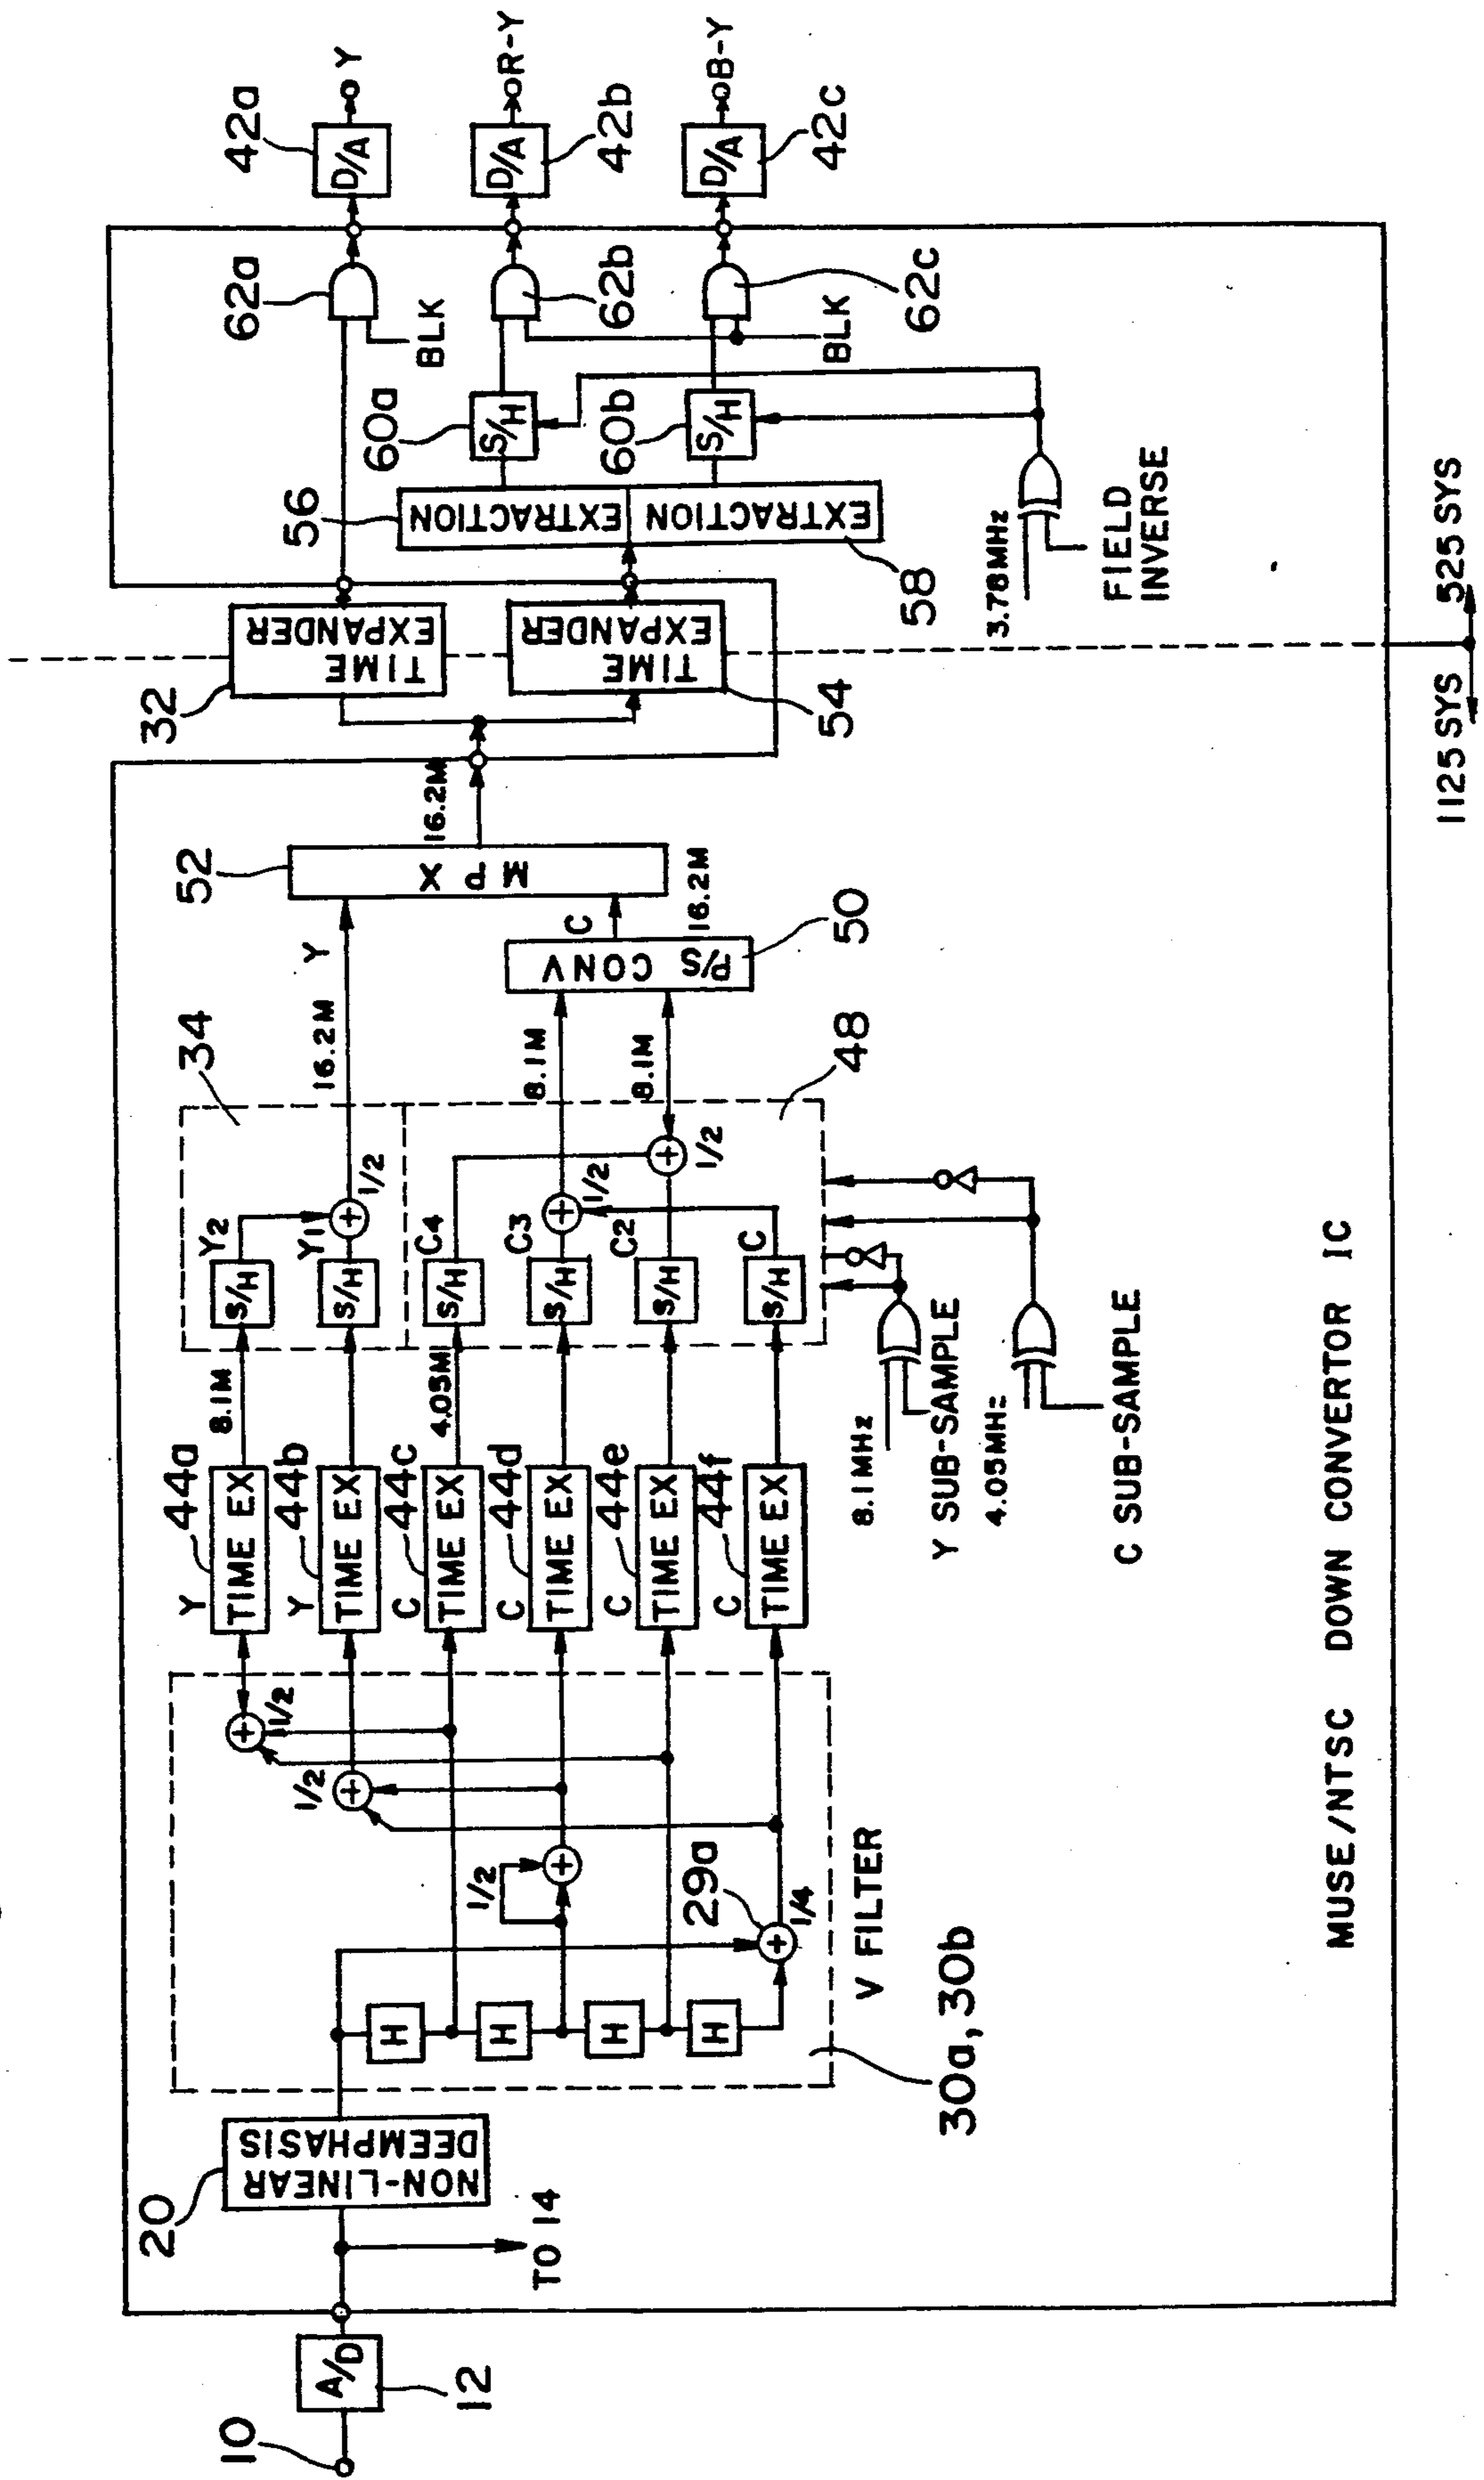 10
A/D
12
TO 14
20
NON-LINEAR
DEEMPHASIS
H
H
H
H
1/2
1/2
1/2
29a
1/4
V FILTER
30a, 30b
Y
TIME EX
44a
Y
TIME EX
44b
C
TIME EX
44c
C
TIME EX
44d
C
TIME EX
44e
C
TIME EX
44f
8.1M
4.05M
S/H
Y2
S/H
Y1
S/H
C4
S/H
C3
S/H
C2
S/H
C
1/2
1/2
1/2
34
48
8.1MHz
Y SUB-SAMPLE
4.05MHz
C SUB-SAMPLE
16.2M
Y
8.1M
8.1M
P/S
CONV
50
C
16.2M
52
MPX
16.2M
32
TIME
EXPANDER
TIME
EXPANDER
54
56
EXTRACTION
EXTRACTION
58
60a
S/H
60b
S/H
3.78MHz
FIELD
INVERSE
62a
BLK
62b
BLK
62c
42a
D/A
Y
D/A
R-Y
42b
D/A
B-Y
42c
MUSE/NTSC DOWN CONVERTOR IC
1125 SYS
525 SYS